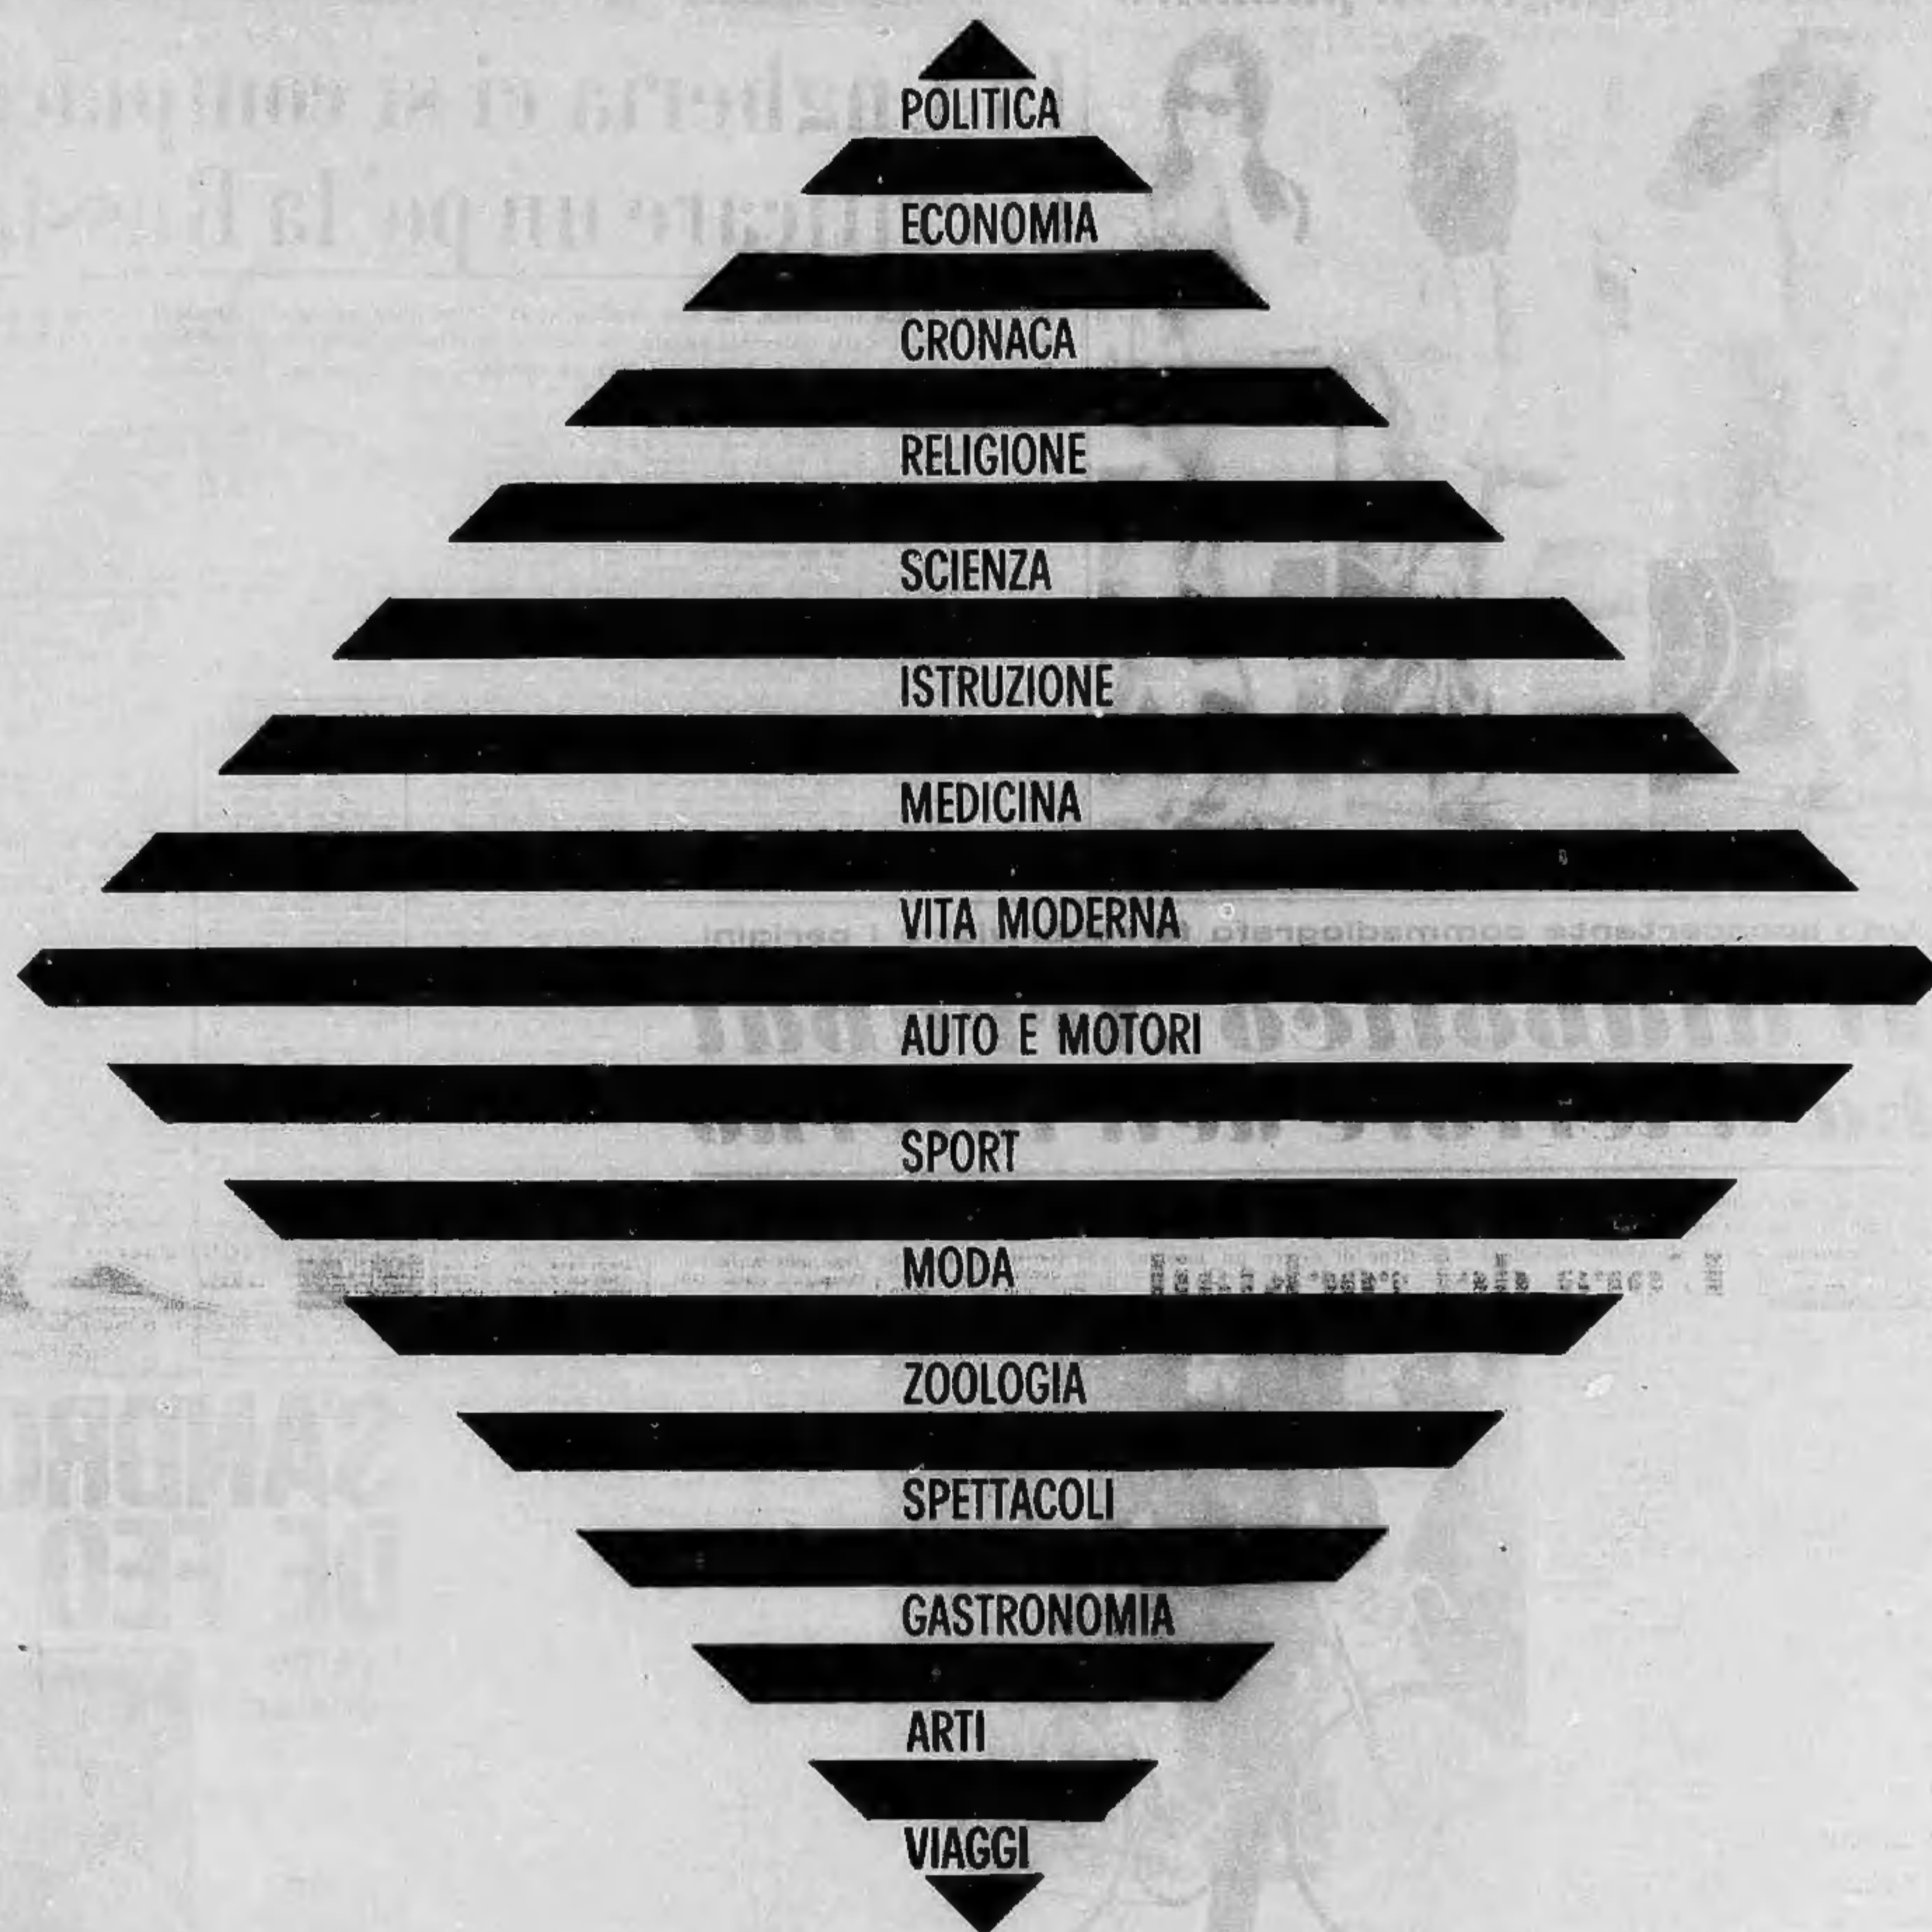 POLITICA
ECONOMIA
CRONACA
RELIGIONE
SCIENZA
ISTRUZIONE
MEDICINA
VITA MODERNA
AUTO E MOTORI
SPORT
MODA
ZOOLOGIA
SPETTACOLI
GASTRONOMIA
ARTI
VIAGGI